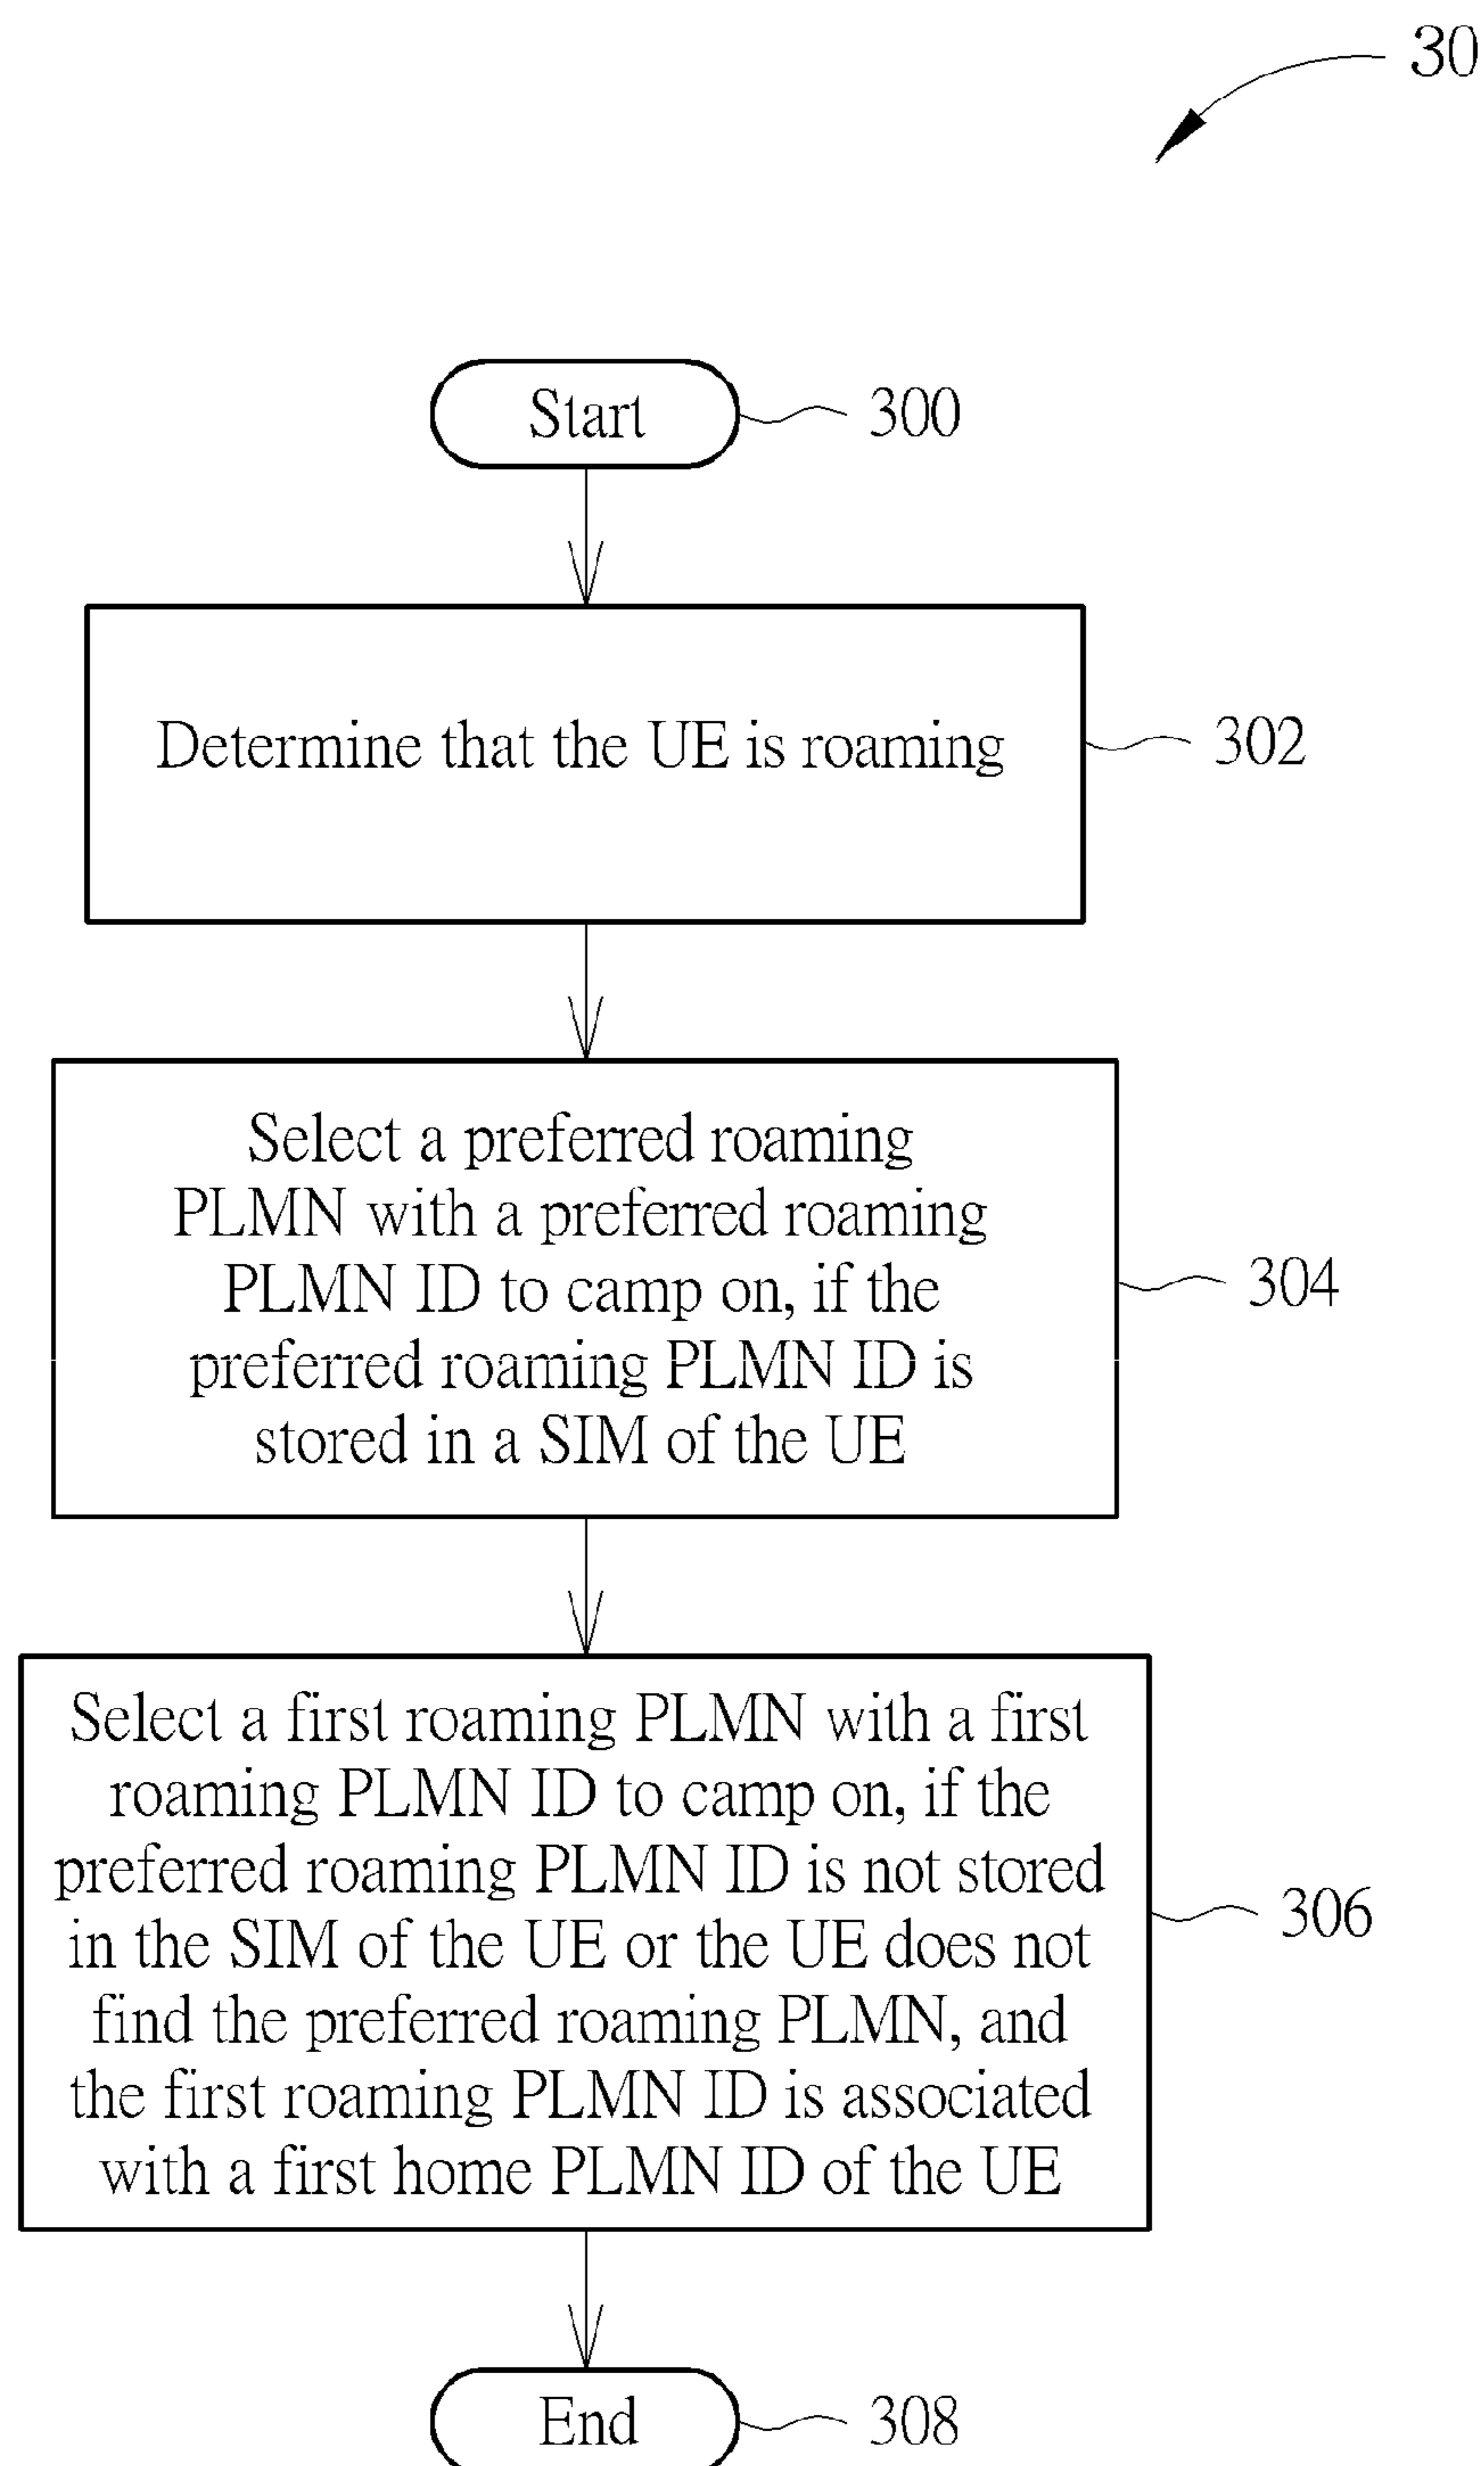 30
Start
300
Determine that the UE is roaming
302
Select a preferred roaming
PLMN with a preferred roaming
PLMN ID to camp on, if the
preferred roaming PLMN ID is
stored in a SIM of the UE
304
Select a first roaming PLMN with a first
roaming PLMN ID to camp on, if the
preferred roaming PLMN ID is not stored
in the SIM of the UE or the UE does not
find the preferred roaming PLMN, and
the first roaming PLMN ID is associated
with a first home PLMN ID of the UE
306
End
308